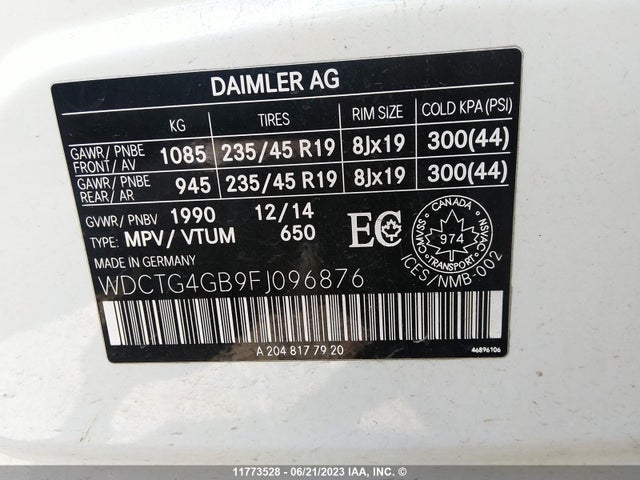 DAIMLER AG
KG TIRES RIM SIZE COLD KPA (PSI)
GAWR/ PNBE FRONT/ AV 1085 235/45 R19 8Jx19 300(44)
GAWR/ PNBE REAR/ AR 945 235/45 R19 8Jx19 300(44)
GVWR/ PNBV 1990 12/14
TYPE: MPV/ VTUM 650
EC
CANADA
CMVSS 974 NSVAC
ICES/NMB-002
MADE IN GERMANY
WDCTG4GB9FJ096876
A 204 817 79 20
46896106
11773528 - 06/21/2023 IAA, INC. ©